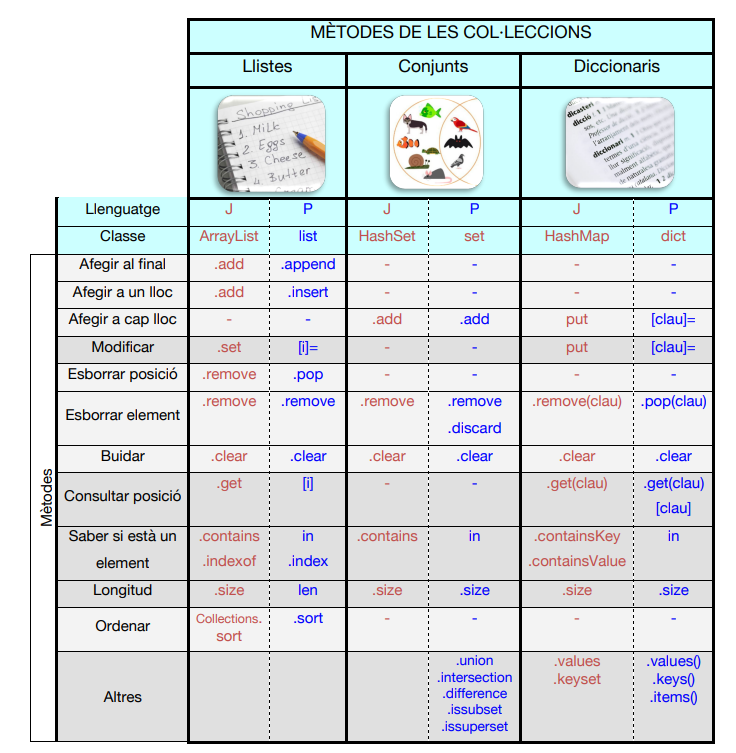 MÈTODES DE LES COL·LECCIONS
Llistes Conjunts Diccionaris
Shopping
1. Milk
2. Eggs
3 Cheese
4. Butter
dicasteri
diccio
diccionari
Llenguatge J P J P J P
Classe ArrayList list HashSet set HashMap dict
Mètodes
Afegir al final .add .append - - - -
Afegir a un lloc .add .insert - - - -
Afegir a cap lloc - - .add .add put [clau]=
Modificar .set [i]= - - put [clau]=
Esborrar posició .remove .pop - - - -
Esborrar element .remove .remove .remove .remove .remove(clau) .pop(clau)
.discard
Buidar .clear .clear .clear .clear .clear .clear
Consultar posició .get [i] - - .get(clau) .get(clau)
[clau]
Saber si està un .contains in .contains in .containsKey in
element .indexof .index .containsValue
Longitud .size len .size .size .size .size
Ordenar Collections. .sort - - - -
sort
Altres
.union .values .values()
.intersection .keyset .keys()
.difference .items()
.issubset
.issuperset